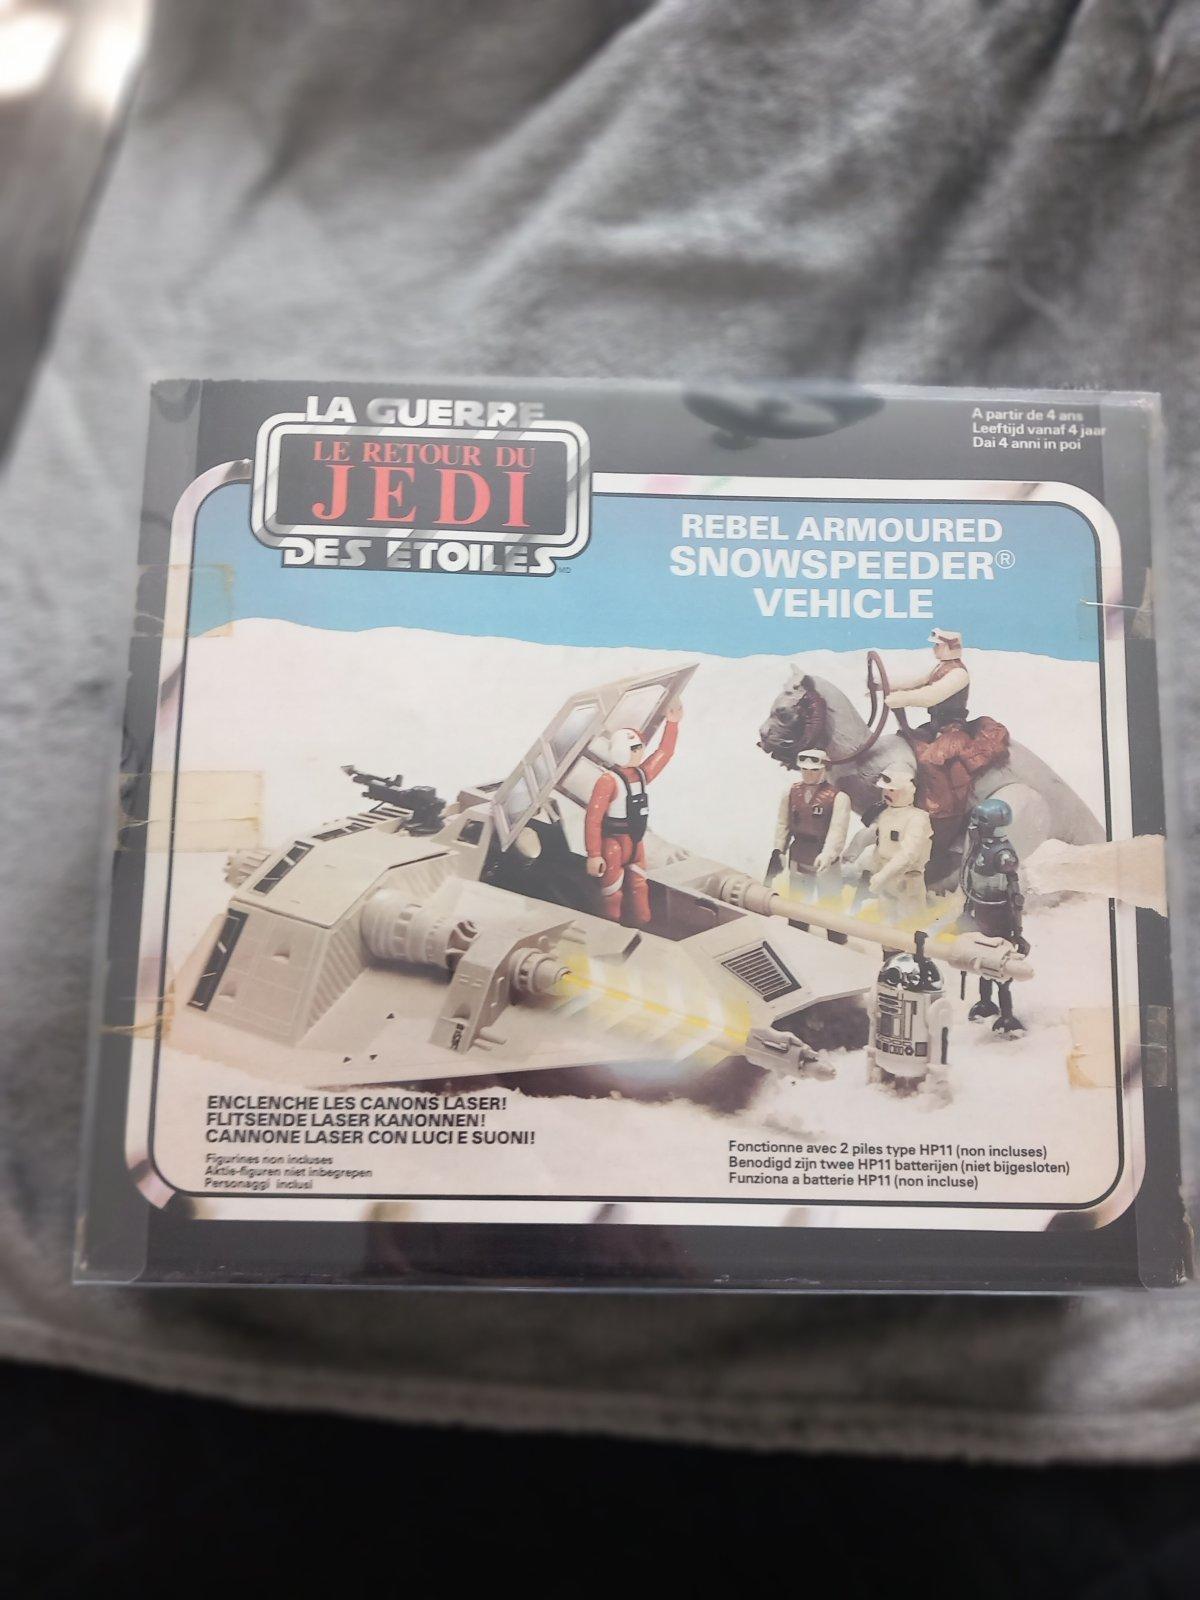 LA GUERRE
LE RETOUR DU
JEDI
DES ETOILES
MD
A partir de 4 ans
Leeftijd vanaf 4 jaar
Dai 4 anni in poi
REBEL ARMOURED
SNOWSPEEDER®
VEHICLE
ENCLENCHE LES CANONS LASER!
FLITSENDE LASER KANONNEN!
CANNONE LASER CON LUCI E SUONI!
Figurines non incluses
Aktie-figuren niet inbegrepen
Personaggi inclusi
Fonctionne avec 2 piles type HP11 (non incluses)
Benodigd zijn twee HP11 batterijen (niet bijgesloten)
Funziona a batterie HP11 (non incluse)